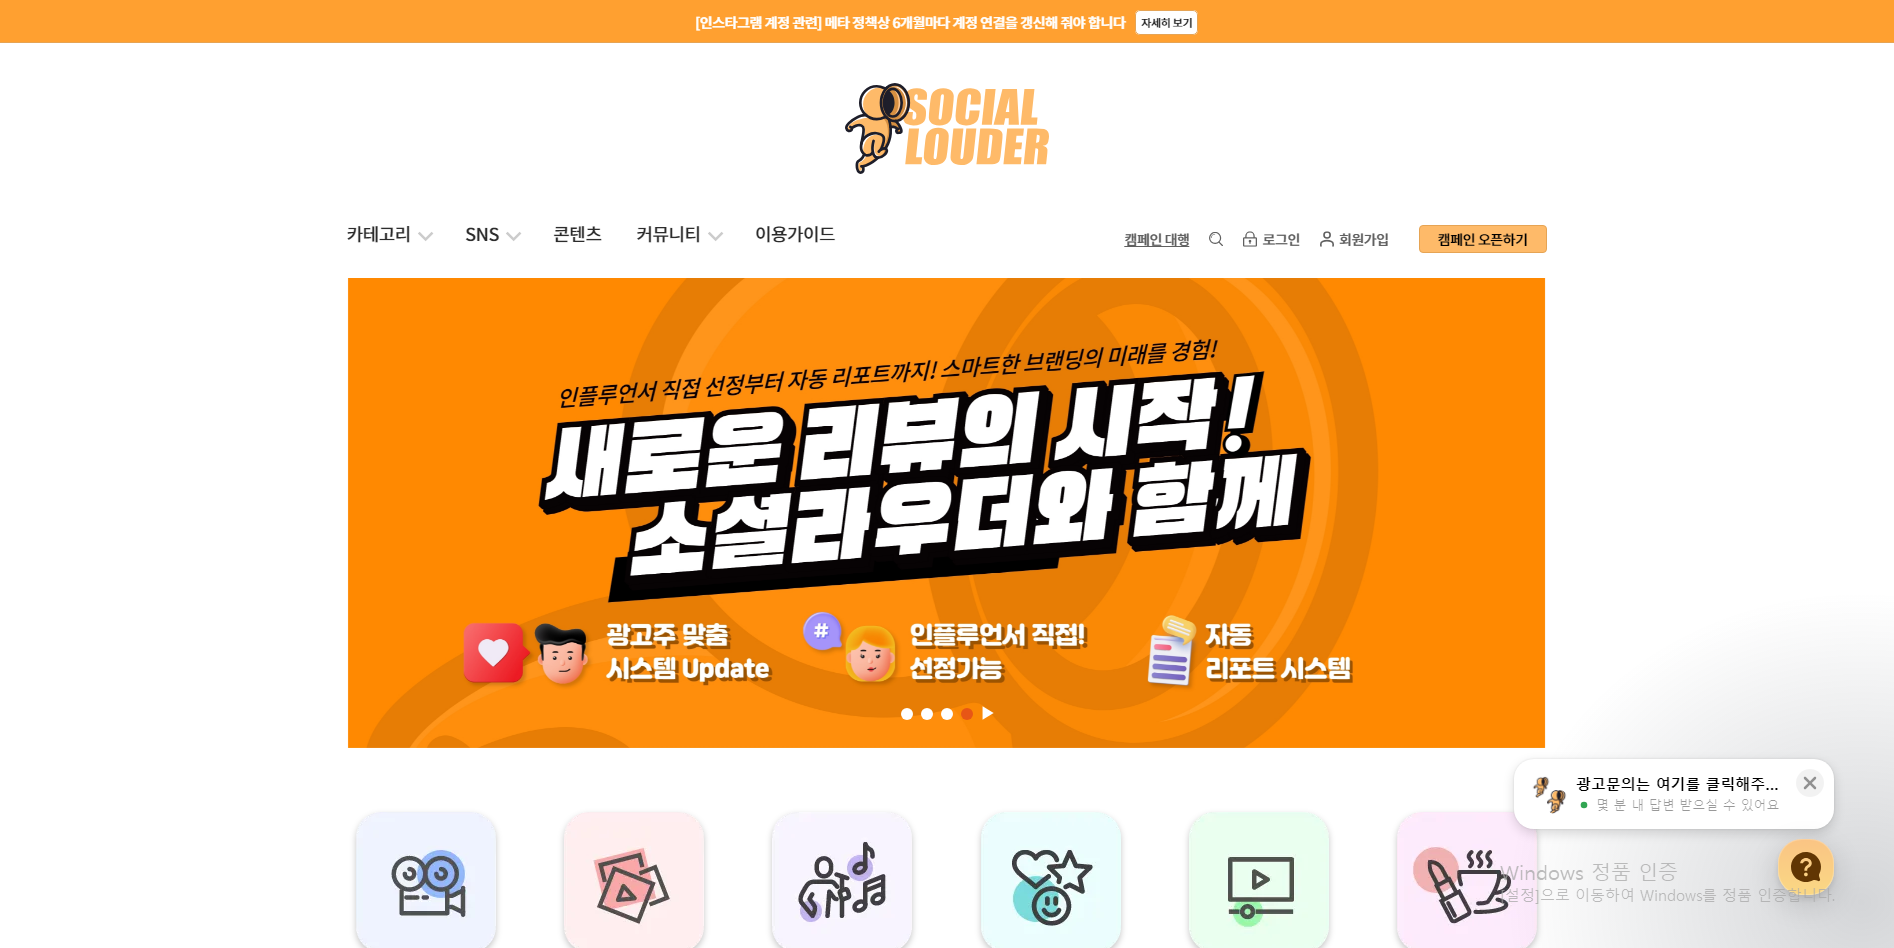 [인스타그램 계정 관련] 메타 정책상 6개월마다 계정 연결을 갱신해 줘야 합니다 자세히 보기
SOCIAL
LOUDER
카테고리 SNS 콘텐츠 커뮤니티 이용가이드 캠페인 대행 로그인 회원가입 캠페인 오픈하기
인플루언서 직접 선정부터 자동 리포트까지! 스마트한 브랜딩의 미래를 경험!
새로운 리뷰의 시작!
소셜라우더와 함께
광고주 맞춤
시스템 Update
#
인플루언서 직접!
선정가능
자동
리포트 시스템
광고문의는 여기를 클릭해주...
몇 분 내 답변 받으실 수 있어요
Windows 정품 인증
[설정]으로 이동하여 Windows를 정품 인증합니다.